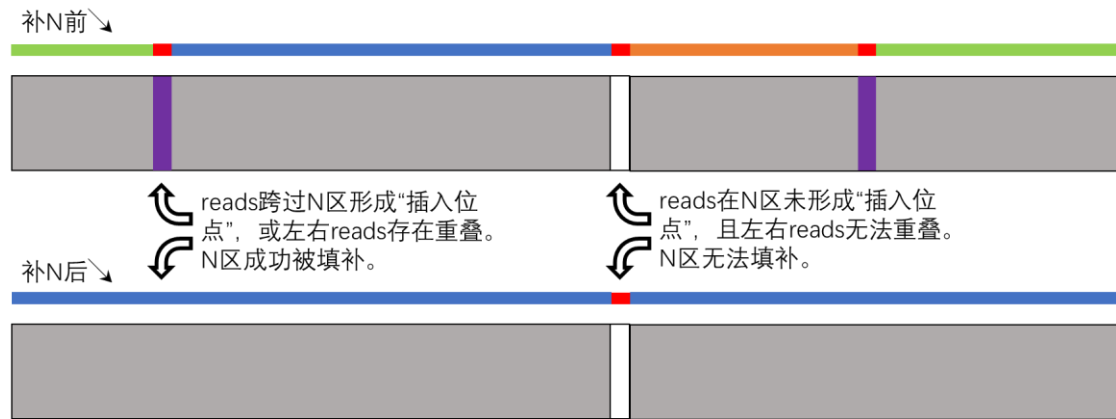 补N前↘
reads跨过N区形成“插入位
点”，或左右reads存在重叠。
N区成功被填补。
reads在N区未形成“插入位
点”，且左右reads无法重叠。
N区无法填补。
补N后↘